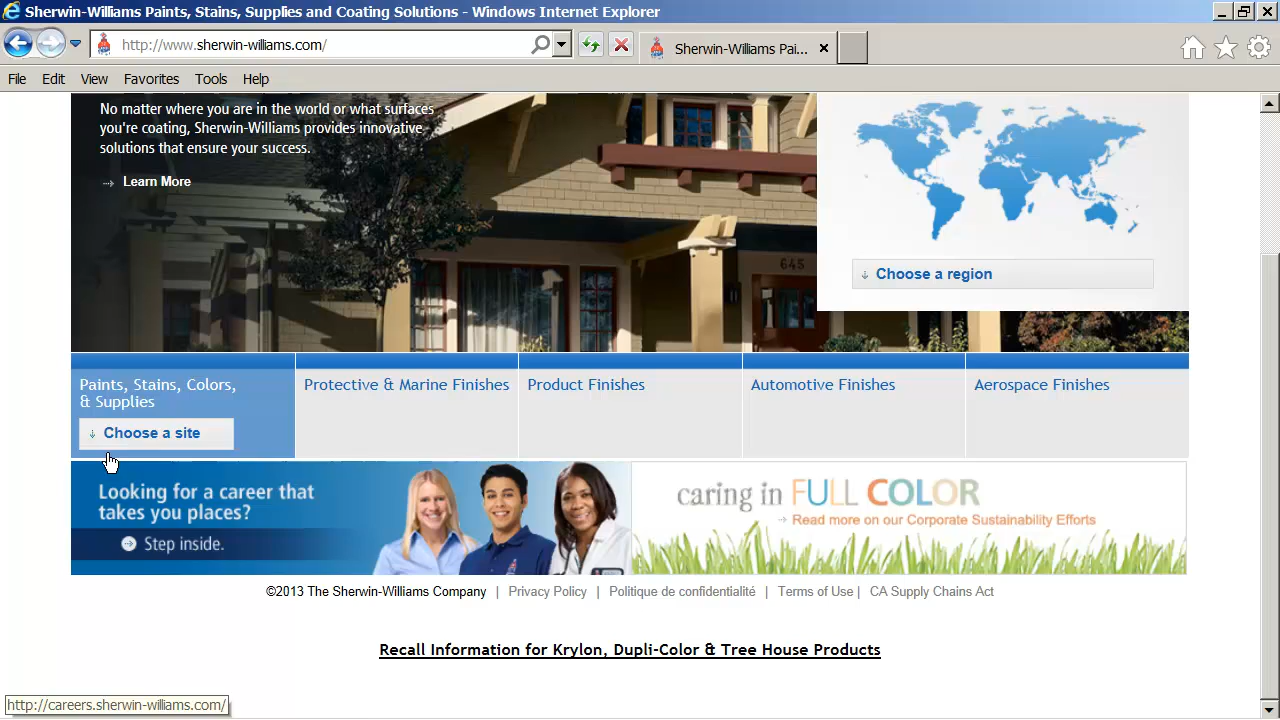 Sherwin-Williams Paints, Stains, Supplies and Coating Solutions - Windows Internet Explorer
http://www.sherwin-williams.com/
Sherwin-Williams Pai...
File Edit View Favorites Tools Help
No matter where you are in the world or what surfaces
you're coating, Sherwin-Williams provides innovative
solutions that ensure your success.
Learn More
645
Choose a region
Paints, Stains, Colors,
& Supplies
Choose a site
Protective & Marine Finishes
Product Finishes
Automotive Finishes
Aerospace Finishes
Looking for a career that
takes you places?
Step inside.
caring in FULL COLOR
Read more on our Corporate Sustainability Efforts
©2013 The Sherwin-Williams Company | Privacy Policy | Politique de confidentialité | Terms of Use | CA Supply Chains Act
Recall Information for Krylon, Dupli-Color & Tree House Products
http://careers.sherwin-williams.com/